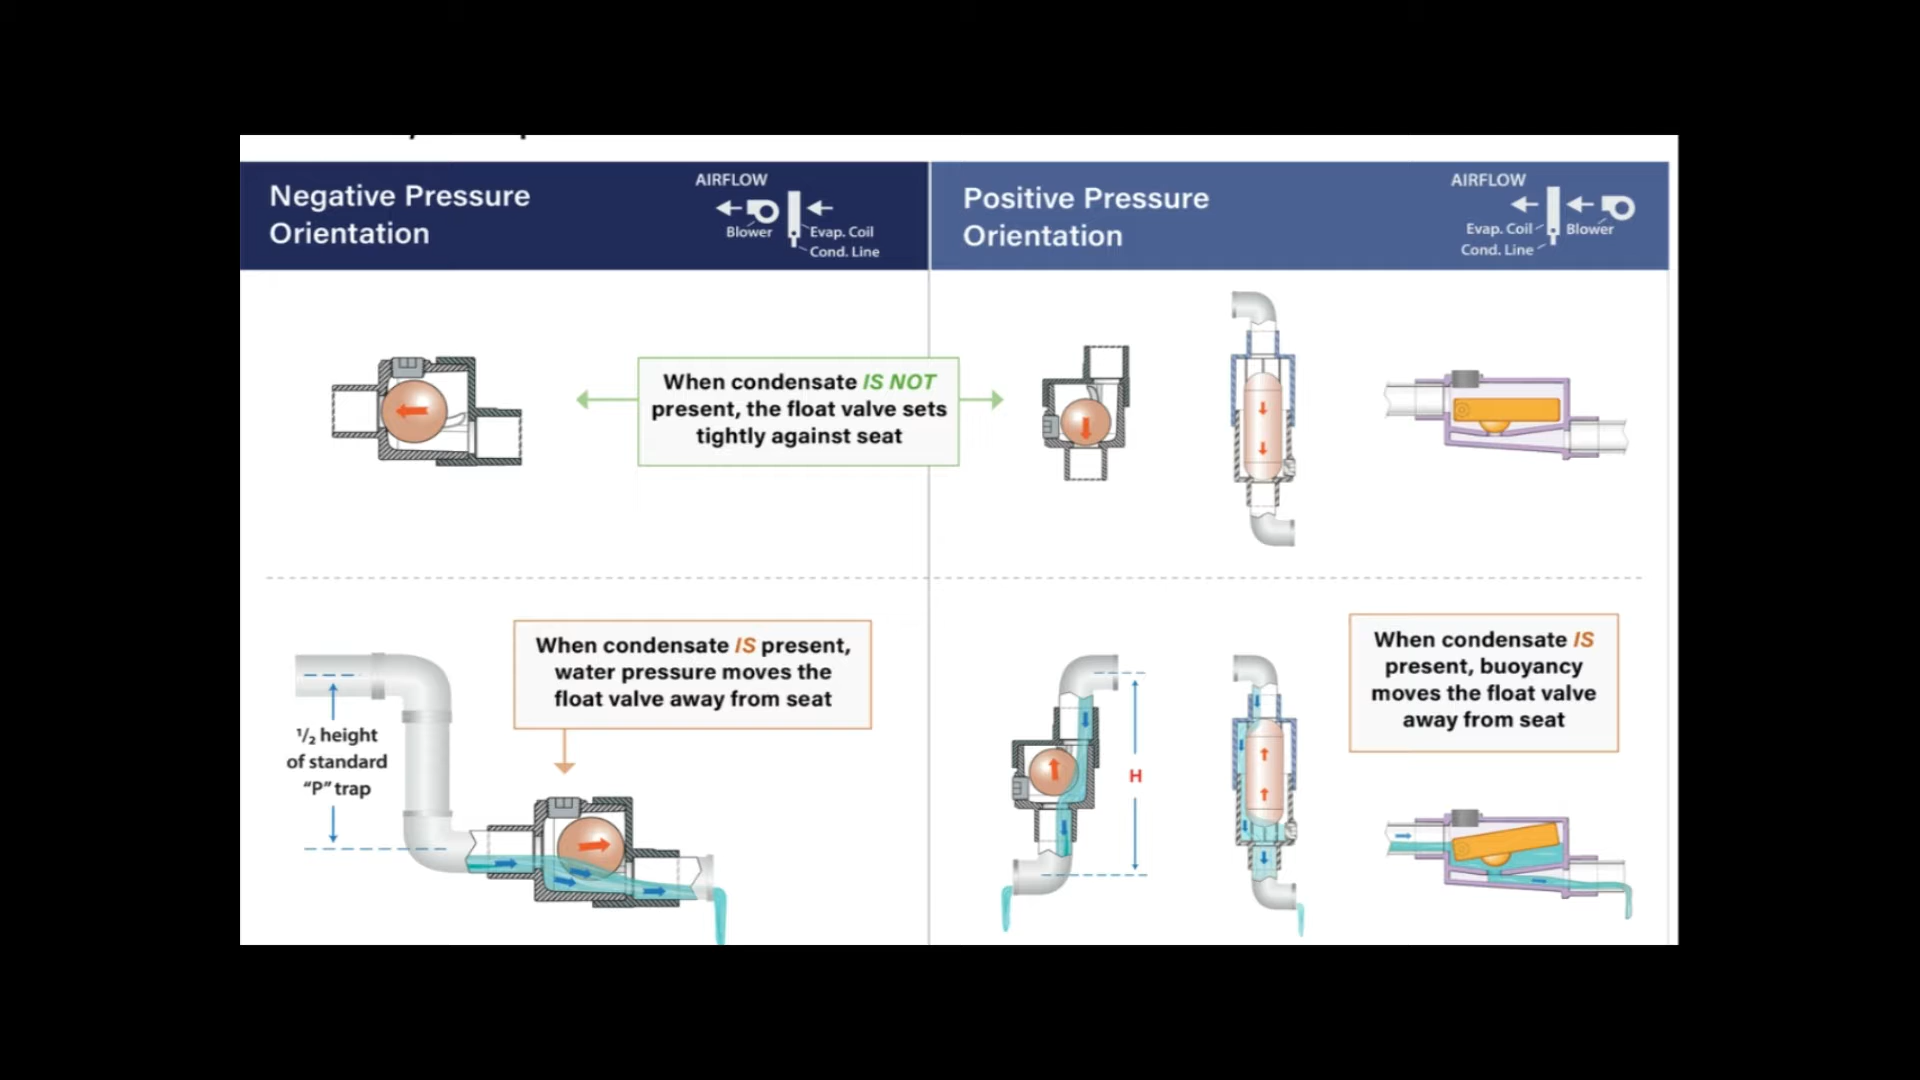 Negative Pressure
Orientation
AIRFLOW
Blower
Evap. Coil
Cond. Line
Positive Pressure
Orientation
AIRFLOW
Evap. Coil
Blower
Cond. Line
When condensate IS NOT
present, the float valve sets
tightly against seat
When condensate IS present,
water pressure moves the
float valve away from seat
1/2 height
of standard
“P” trap
H
When condensate IS
present, buoyancy
moves the float valve
away from seat